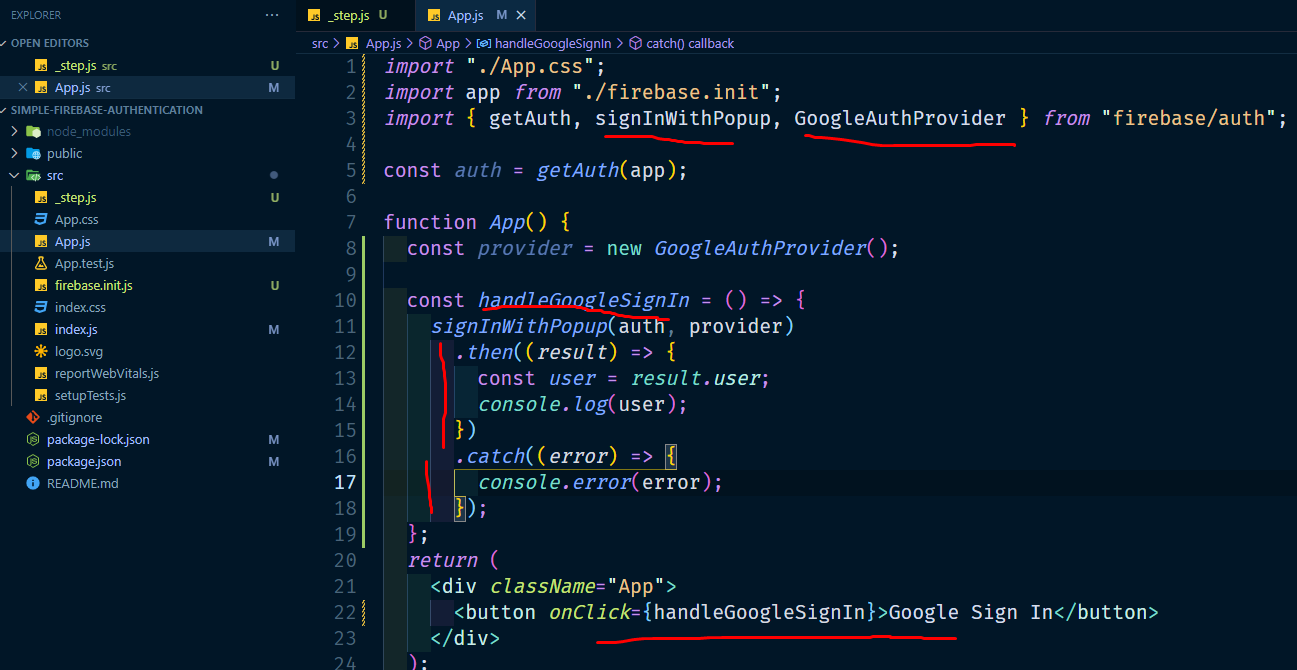 EXPLORER ···
OPEN EDITORS
_step.js src U
App.js src M
SIMPLE-FIREBASE-AUTHENTICATION
node_modules
public
src
_step.js U
App.css
App.js M
App.test.js
firebase.init.js U
index.css
index.js M
logo.svg
reportWebVitals.js
setupTests.js
.gitignore
package-lock.json M
package.json M
README.md
_step.js U App.js M
src > App.js > App > handleGoogleSignIn > catch() callback
1 import "./App.css";
2 import app from "./firebase.init";
3 import { getAuth, signInWithPopup, GoogleAuthProvider } from "firebase/auth";
4
5 const auth = getAuth(app);
6
7 function App() {
8 const provider = new GoogleAuthProvider();
9
10 const handleGoogleSignIn = () => {
11 signInWithPopup(auth, provider)
12 .then((result) => {
13 const user = result.user;
14 console.log(user);
15 })
16 .catch((error) => {
17 console.error(error);
18 });
19 };
20 return (
21 <div className="App">
22 <button onClick={handleGoogleSignIn}>Google Sign In</button>
23 </div>
24 );